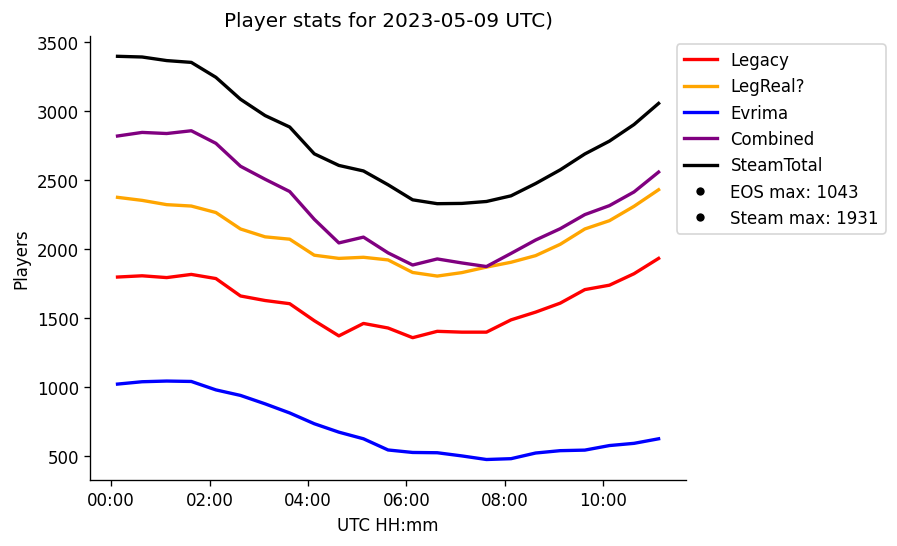 Player stats for 2023-05-09 UTC)
3500
3000
2500
2000
1500
1000
500
Players
00:00
02:00
04:00
06:00
08:00
10:00
UTC HH:mm
Legacy
LegReal?
Evrima
Combined
SteamTotal
EOS max: 1043
Steam max: 1931